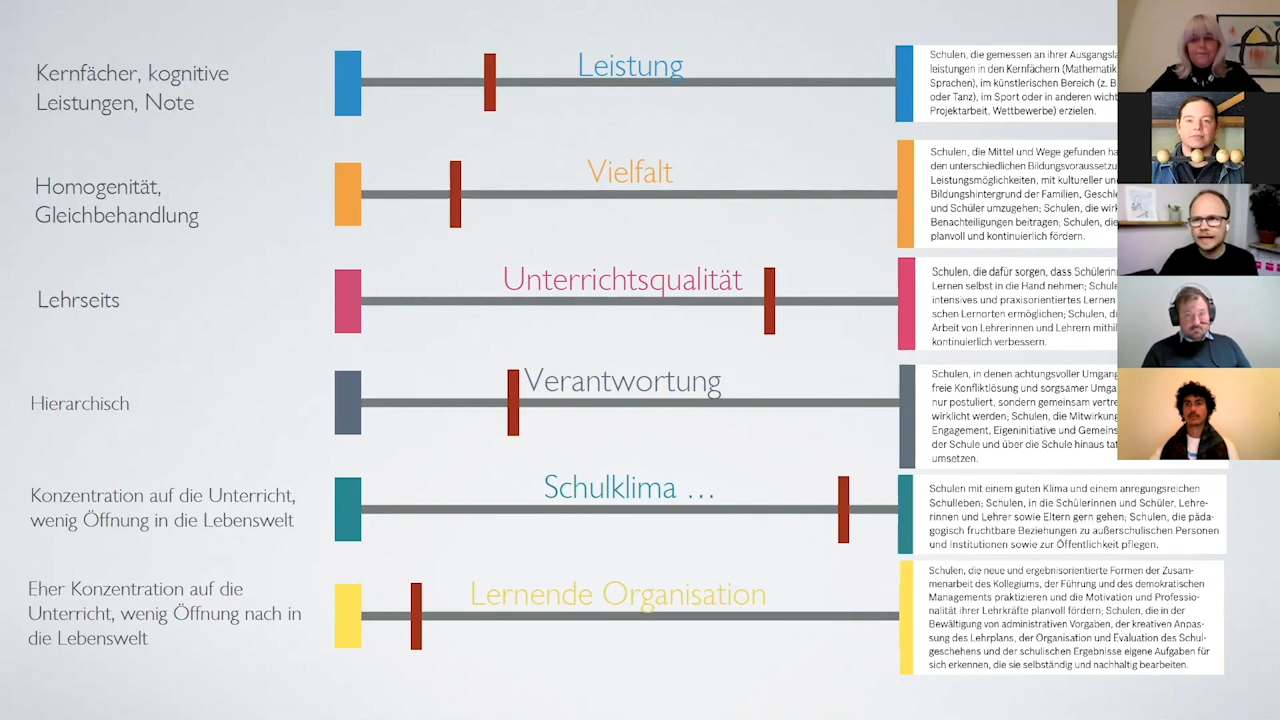 Kernfächer, kognitive
Leistungen, Note
Leistung
Schulen, die gemessen an ihrer Ausgangsla
leistungen in den Kernfächern (Mathematik
Sprachen), im künstlerischen Bereich (z. B
oder Tanz), im Sport oder in anderen wicht
Projektarbeit, Wettbewerbe) erzielen.
Homogenität,
Gleichbehandlung
Vielfalt
Schulen, die Mittel und Wege gefunden ha
den unterschiedlichen Bildungsvoraussetzu
Leistungsmöglichkeiten, mit kultureller un
Bildungshintergrund der Familien, Geschle
und Schüler umzugehen; Schulen, die wirk
Benachteiligungen beitragen; Schulen, die
planvoll und kontinuierlich fördern.
Lehrseits
Unterrichtsqualität
Schulen, die dafür sorgen, dass Schülerin
Lernen selbst in die Hand nehmen; Schule
intensives und praxisorientiertes Lernen
schen Lernorten ermöglichen; Schulen, di
Arbeit von Lehrerinnen und Lehrern mithil
kontinuierlich verbessern.
Hierarchisch
Verantwortung
Schulen, in denen achtungsvoller Umgang
freie Konfliktlösung und sorgsamer Umga
nur postuliert, sondern gemeinsam vertre
wirklicht werden; Schulen, die Mitwirkung
Engagement, Eigeninitiative und Gemeins
der Schule und über die Schule hinaus tat
umsetzen.
Konzentration auf die Unterricht,
wenig Öffnung in die Lebenswelt
Schulklima ...
Schulen mit einem guten Klima und einem anregungsreichen
Schulleben; Schulen, in die Schülerinnen und Schüler, Lehre-
rinnen und Lehrer sowie Eltern gern gehen; Schulen, die päda-
gogisch fruchtbare Beziehungen zu außerschulischen Personen
und Institutionen sowie zur Öffentlichkeit pflegen.
Eher Konzentration auf die
Unterricht, wenig Öffnung nach in
die Lebenswelt
Lernende Organisation
Schulen, die neue und ergebnisorientierte Formen der Zusam-
menarbeit des Kollegiums, der Führung und des demokratischen
Managements praktizieren und die Motivation und Professio-
nalität ihrer Lehrkräfte planvoll fördern; Schulen, die in der
Bewältigung von administrativen Vorgaben, der kreativen Anpas-
sung des Lehrplans, der Organisation und Evaluation des Schul-
geschehens und der schulischen Ergebnisse eigene Aufgaben für
sich erkennen, die sie selbständig und nachhaltig bearbeiten.